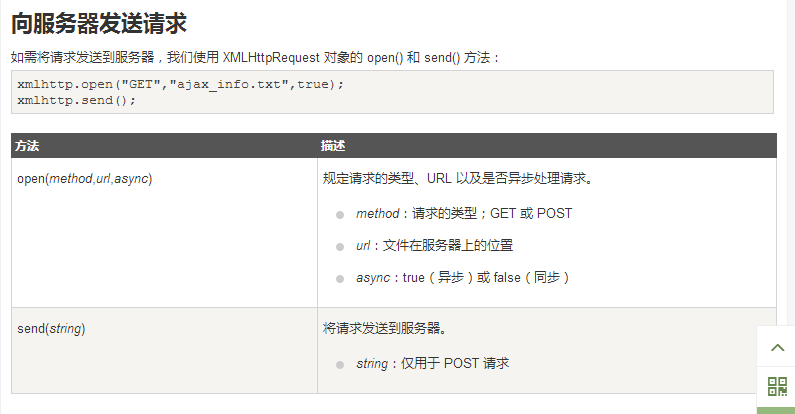 向服务器发送请求
如需将请求发送到服务器，我们使用 XMLHttpRequest 对象的 open() 和 send() 方法：
xmlhttp.open("GET","ajax_info.txt",true);
xmlhttp.send();
方法 描述
open(method,url,async) 规定请求的类型、URL 以及是否异步处理请求。
method：请求的类型；GET 或 POST
url：文件在服务器上的位置
async：true（异步）或 false（同步）
send(string) 将请求发送到服务器。
string：仅用于 POST 请求